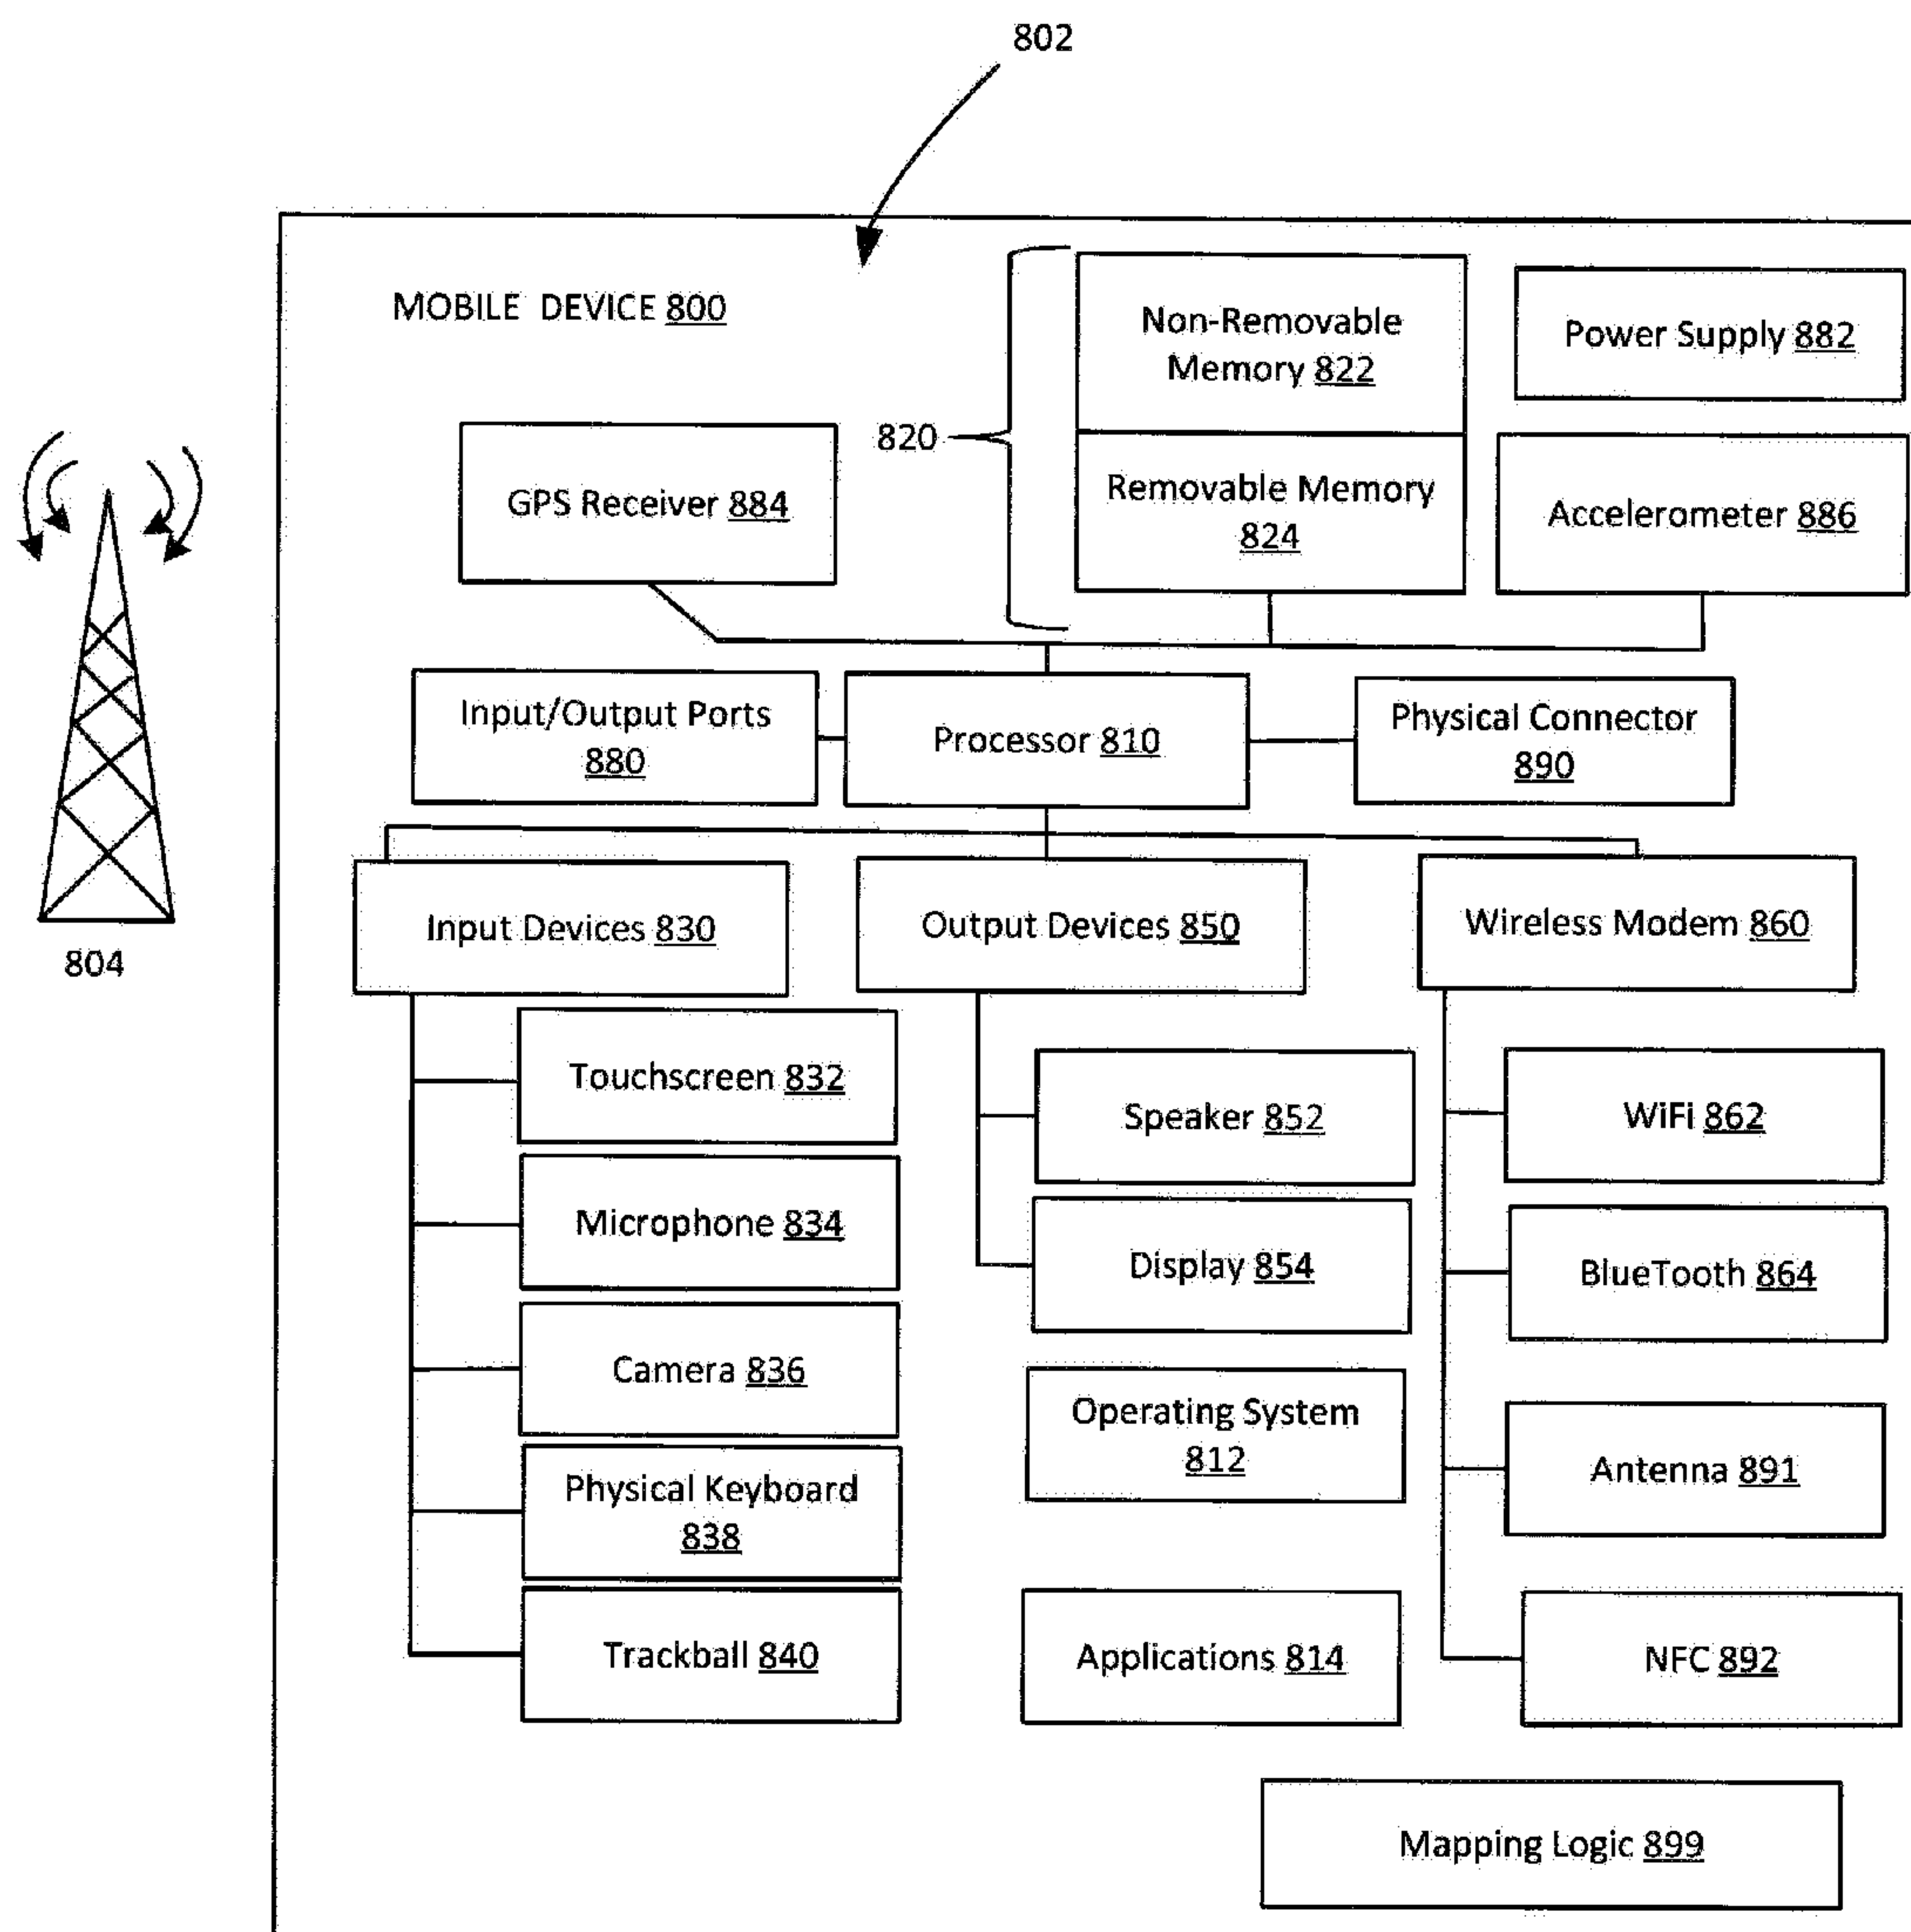 802
MOBILE DEVICE 800
Non-Removable
Memory 822
Power Supply 882
820
GPS Receiver 884
Removable Memory
824
Accelerometer 886
Input/Output Ports
880
Processor 810
Physical Connector
890
Input Devices 830
Output Devices 850
Wireless Modem 860
804
Touchscreen 832
Speaker 852
WiFi 862
Microphone 834
Display 854
BlueTooth 864
Camera 836
Operating System
812
Antenna 891
Physical Keyboard
838
Trackball 840
Applications 814
NFC 892
Mapping Logic 899